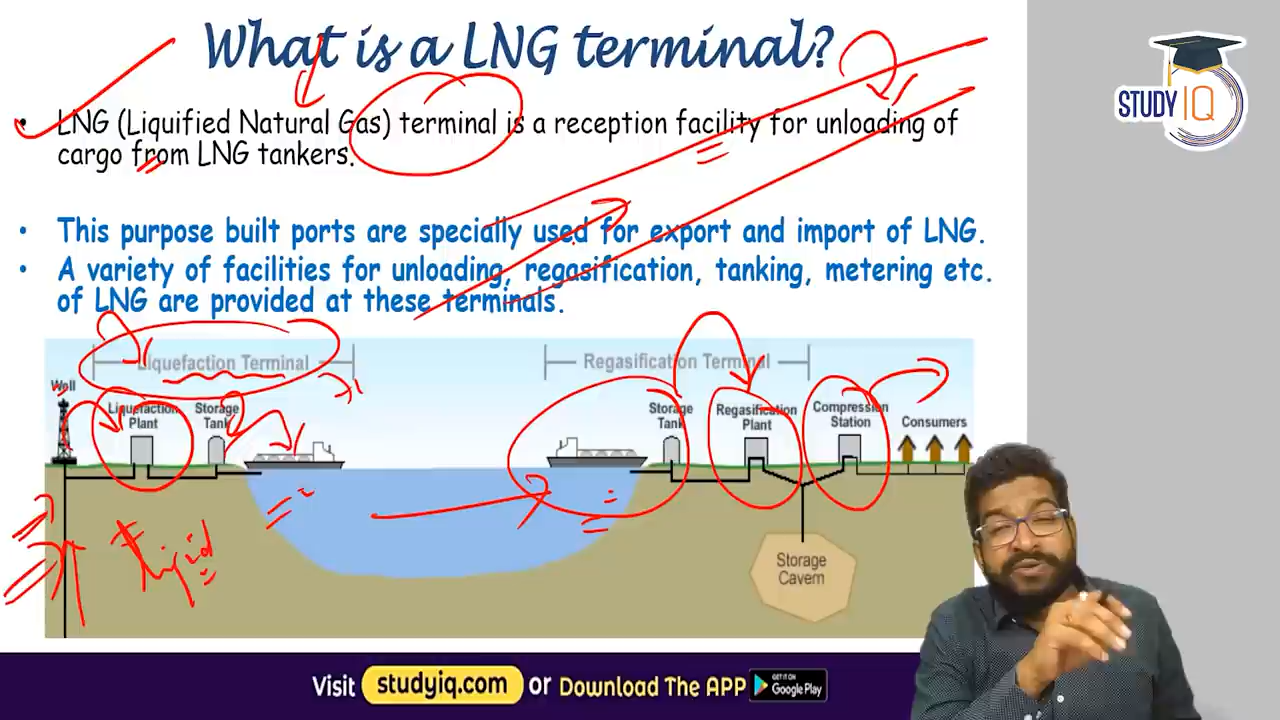 What is a LNG terminal?
• LNG (Liquified Natural Gas) terminal is a reception facility for unloading of
cargo from LNG tankers.
• This purpose built ports are specially used for export and import of LNG.
• A variety of facilities for unloading, regasification, tanking, metering etc.
of LNG are provided at these terminals.
STUDY IQ
Liquefaction Terminal
Regasification Terminal
Well
Liquefaction
Plant
Storage
Tank
Storage
Tank
Regasification
Plant
Compression
Station
Consumers
liquid
Storage
Cavern
Visit studyiq.com or Download The APP GET IT ON Google Play